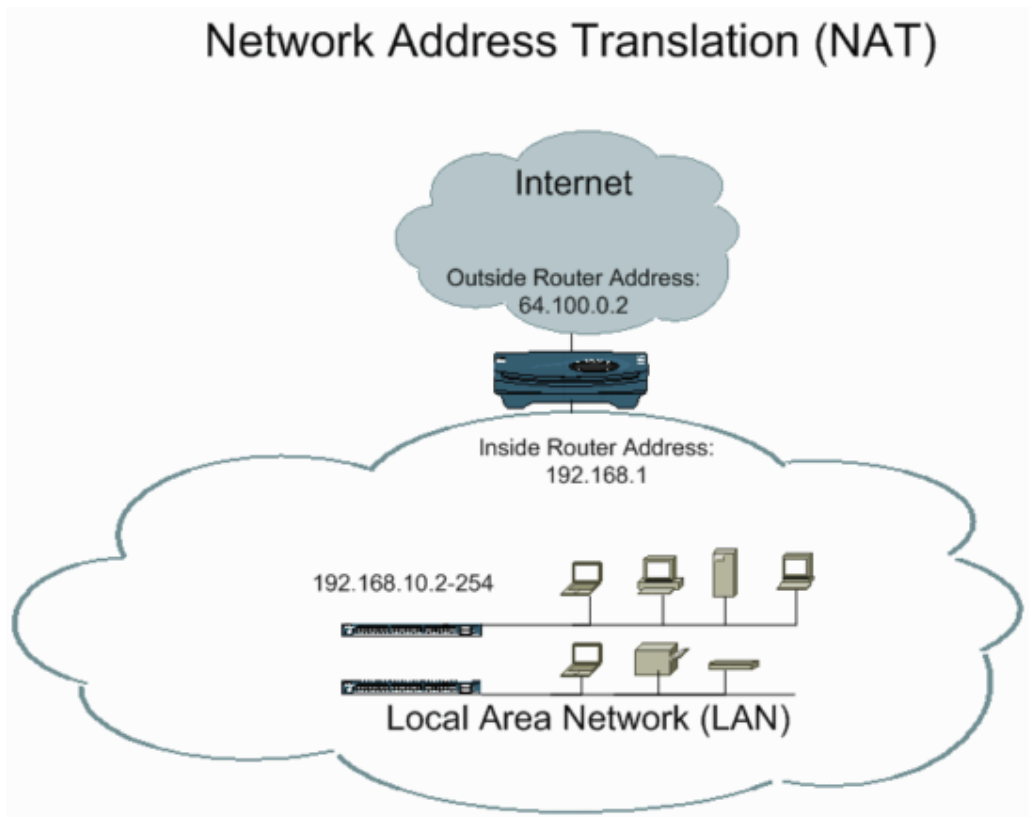 Network Address Translation (NAT)
Internet
Outside Router Address:
64.100.0.2
Inside Router Address:
192.168.1
192.168.10.2-254
Local Area Network (LAN)